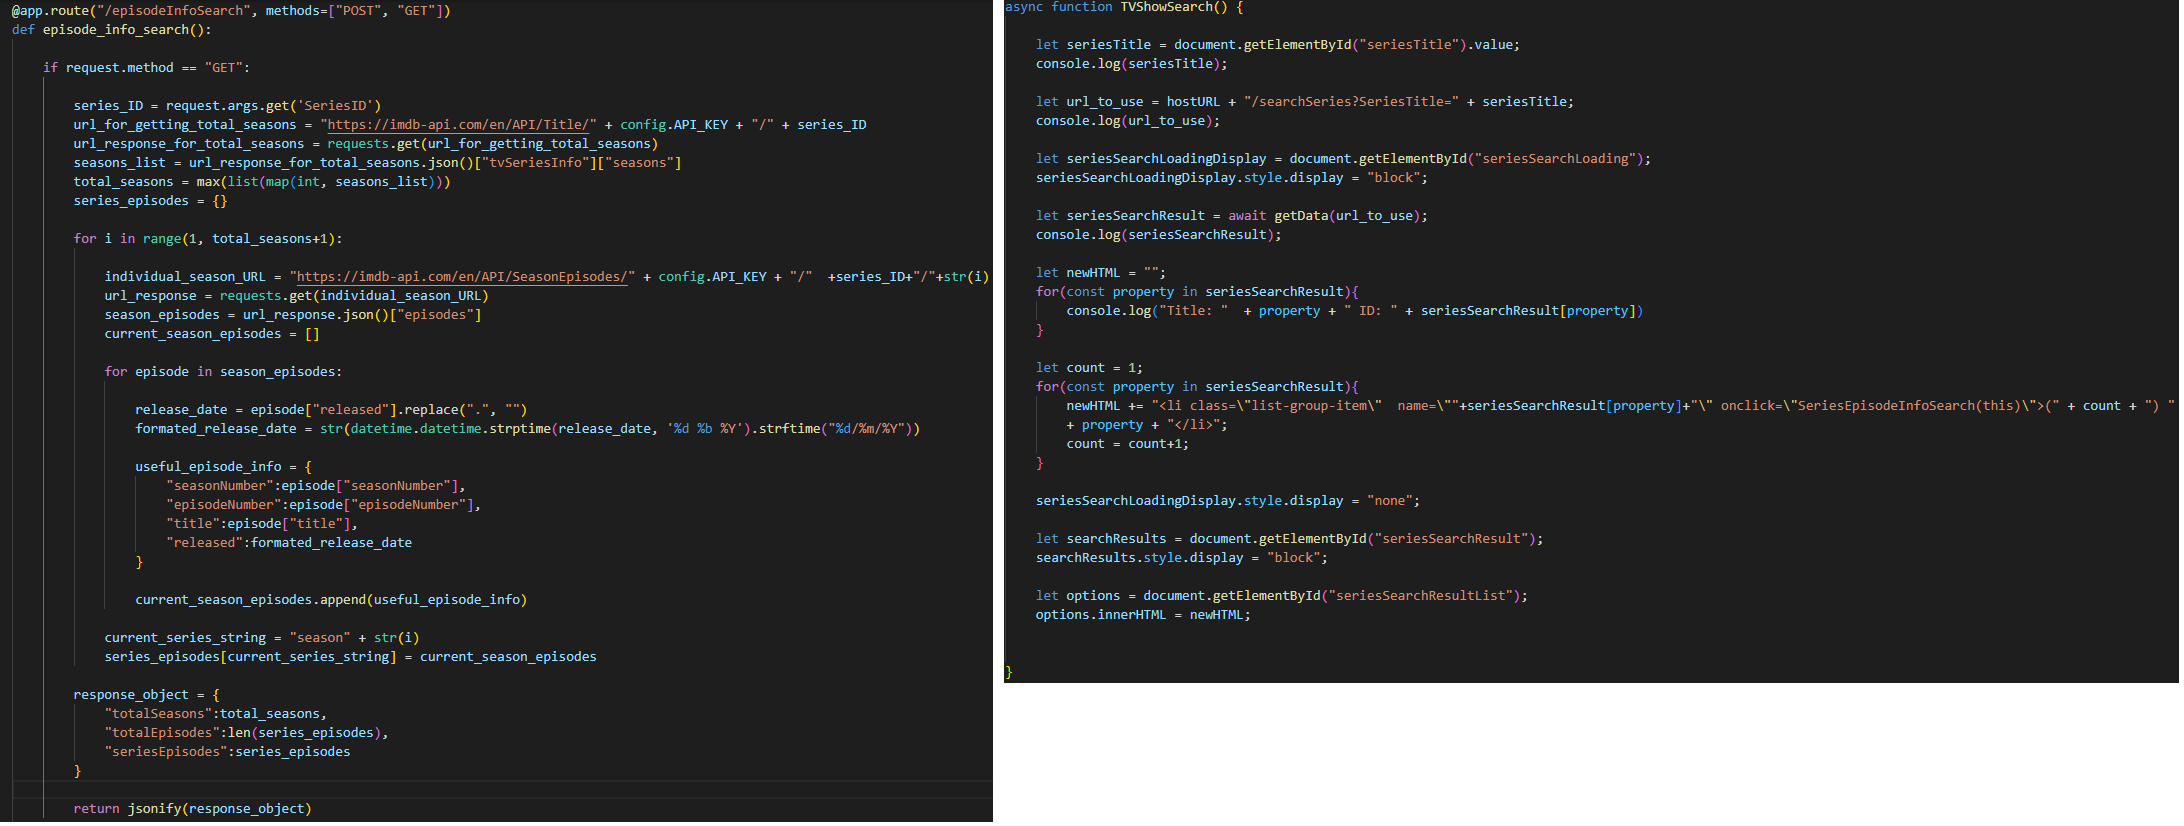 @app.route("/episodeInfoSearch", methods=["POST", "GET"])
def episode_info_search():
if request.method == "GET":
series_ID = request.args.get('SeriesID')
url_for_getting_total_seasons = "https://imdb-api.com/en/API/Title/" + config.API_KEY + "/" + series_ID
url_response_for_total_seasons = requests.get(url_for_getting_total_seasons)
seasons_list = url_response_for_total_seasons.json()["tvSeriesInfo"]["seasons"]
total_seasons = max(list(map(int, seasons_list)))
series_episodes = {}
for i in range(1, total_seasons+1):
individual_season_URL = "https://imdb-api.com/en/API/SeasonEpisodes/" + config.API_KEY + "/"  +series_ID+"/"+str(i)
url_response = requests.get(individual_season_URL)
season_episodes = url_response.json()["episodes"]
current_season_episodes = []
for episode in season_episodes:
release_date = episode["released"].replace(".", "")
formated_release_date = str(datetime.datetime.strptime(release_date, '%d %b %Y').strftime("%d/%m/%Y"))
useful_episode_info = {
"seasonNumber":episode["seasonNumber"],
"episodeNumber":episode["episodeNumber"],
"title":episode["title"],
"released":formated_release_date
}
current_season_episodes.append(useful_episode_info)
current_series_string = "season" + str(i)
series_episodes[current_series_string] = current_season_episodes
response_object = {
"totalSeasons":total_seasons,
"totalEpisodes":len(series_episodes),
"seriesEpisodes":series_episodes
}
return jsonify(response_object)
async function TVShowSearch() {
let seriesTitle = document.getElementById("seriesTitle").value;
console.log(seriesTitle);
let url_to_use = hostURL + "/searchSeries?SeriesTitle=" + seriesTitle;
console.log(url_to_use);
let seriesSearchLoadingDisplay = document.getElementById("seriesSearchLoading");
seriesSearchLoadingDisplay.style.display = "block";
let seriesSearchResult = await getData(url_to_use);
console.log(seriesSearchResult);
let newHTML = "";
for(const property in seriesSearchResult){
console.log("Title: "  + property + " ID: " + seriesSearchResult[property])
}
let count = 1;
for(const property in seriesSearchResult){
newHTML += "<li class=\"list-group-item\"  name=\""+seriesSearchResult[property]+"\" onclick=\"SeriesEpisodeInfoSearch(this)\">(" + count + ") "
+ property + "</li>";
count = count+1;
}
seriesSearchLoadingDisplay.style.display = "none";
let searchResults = document.getElementById("seriesSearchResult");
searchResults.style.display = "block";
let options = document.getElementById("seriesSearchResultList");
options.innerHTML = newHTML;
}